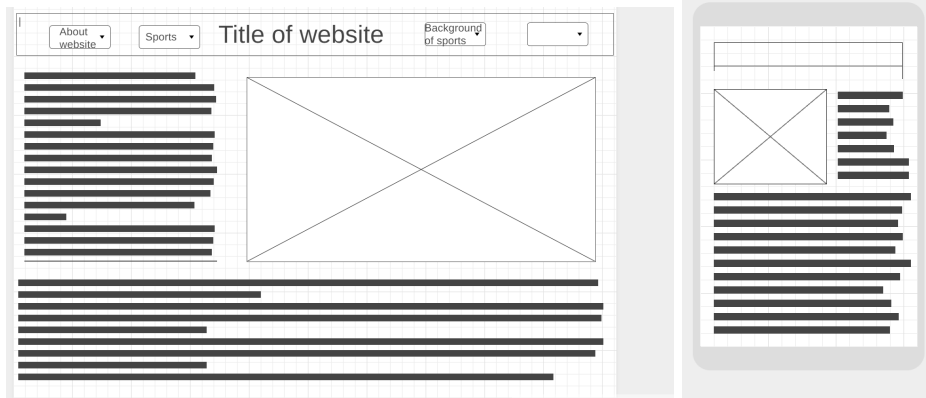 About
website
Sports
Title of website
Background
of sports